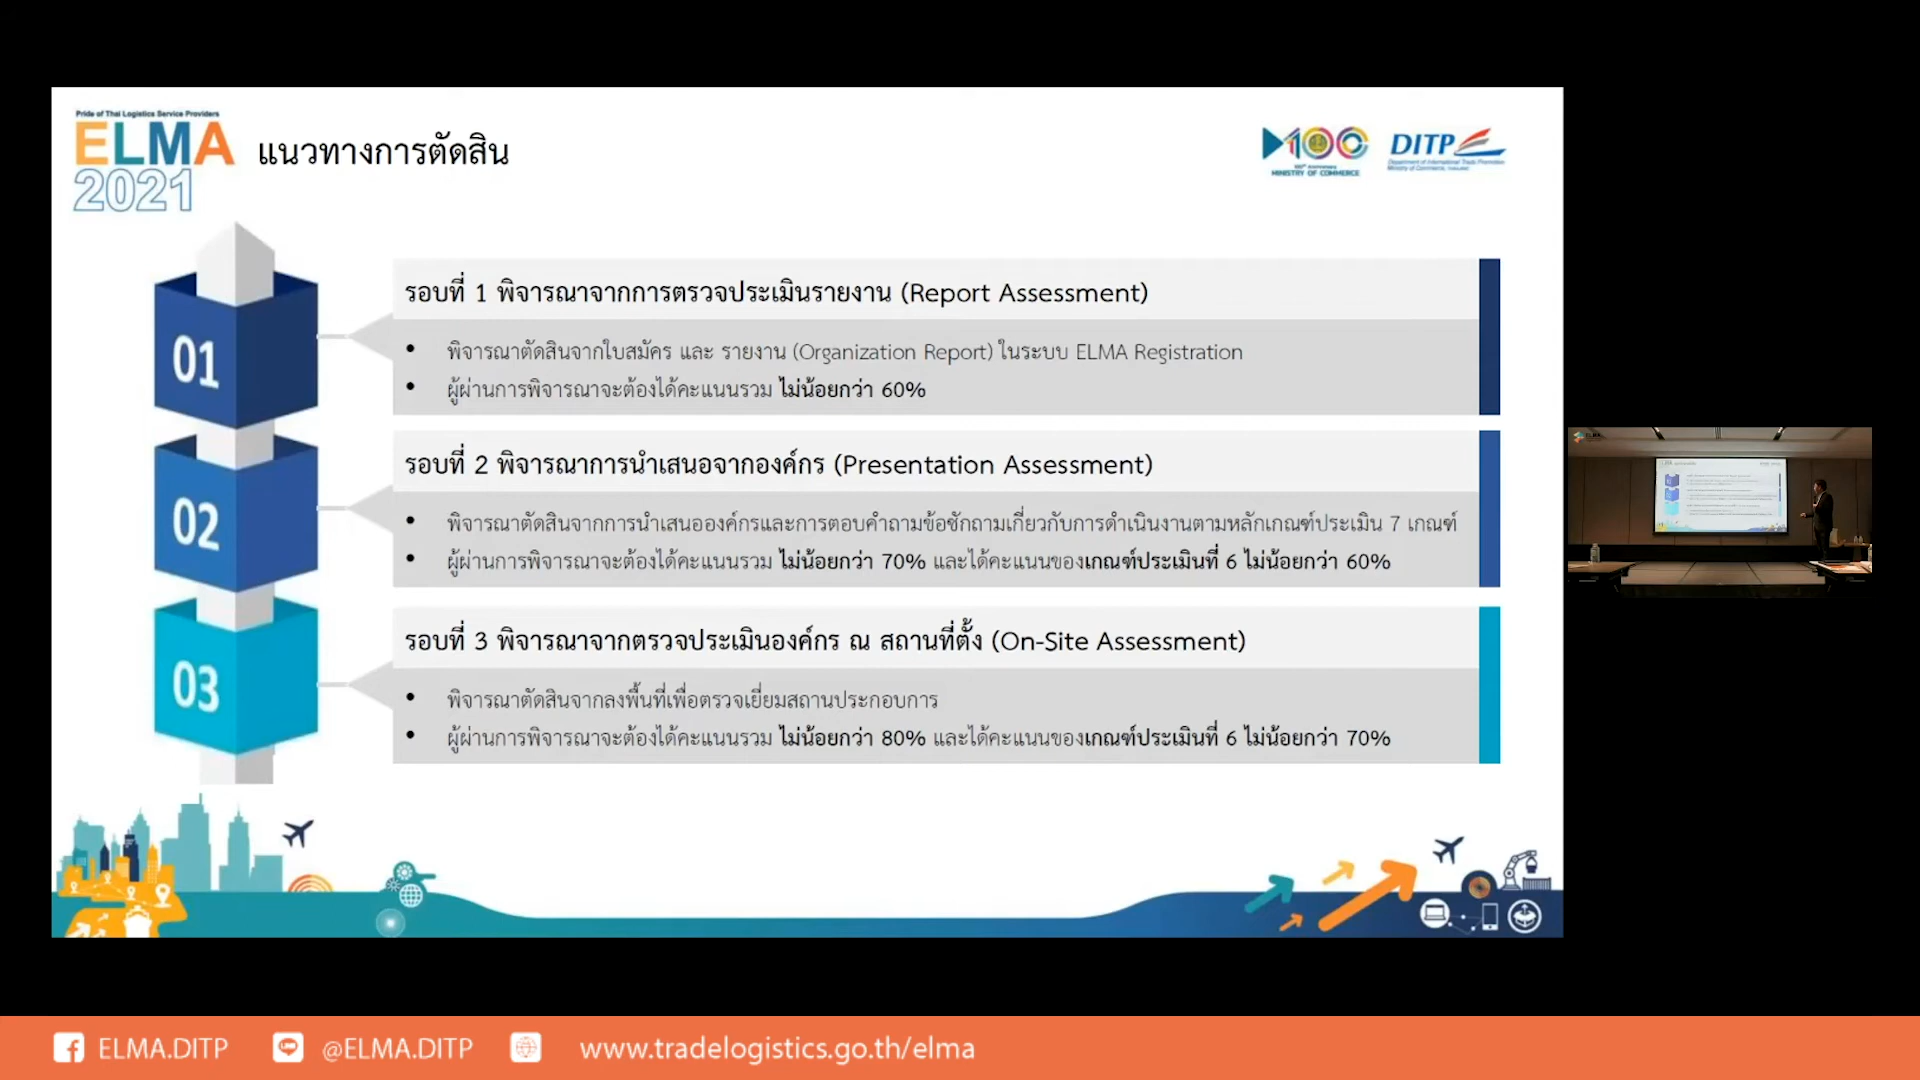 Pride of Thai Logistics Service Providers
ELMA
2021
แนวทางการตัดสิน
100
MINISTRY OF COMMERCE
DITP
Department of International Trade Promotion
Ministry of Commerce, THAILAND
01
รอบที่ 1 พิจารณาจากการตรวจประเมินรายงาน (Report Assessment)
• พิจารณาตัดสินจากใบสมัคร และ รายงาน (Organization Report) ในระบบ ELMA Registration
• ผู้ผ่านการพิจารณาจะต้องได้คะแนนรวม ไม่น้อยกว่า 60%
02
รอบที่ 2 พิจารณาการนำเสนอจากองค์กร (Presentation Assessment)
• พิจารณาตัดสินจากการนำเสนอองค์กรและการตอบคำถามข้อซักถามเกี่ยวกับการดำเนินงานตามหลักเกณฑ์ประเมิน 7 เกณฑ์
• ผู้ผ่านการพิจารณาจะต้องได้คะแนนรวม ไม่น้อยกว่า 70% และได้คะแนนของเกณฑ์ประเมินที่ 6 ไม่น้อยกว่า 60%
03
รอบที่ 3 พิจารณาจากตรวจประเมินองค์กร ณ สถานที่ตั้ง (On-Site Assessment)
• พิจารณาตัดสินจากลงพื้นที่เพื่อตรวจเยี่ยมสถานประกอบการ
• ผู้ผ่านการพิจารณาจะต้องได้คะแนนรวม ไม่น้อยกว่า 80% และได้คะแนนของเกณฑ์ประเมินที่ 6 ไม่น้อยกว่า 70%
ELMA.DITP
@ELMA.DITP
www.tradelogistics.go.th/elma